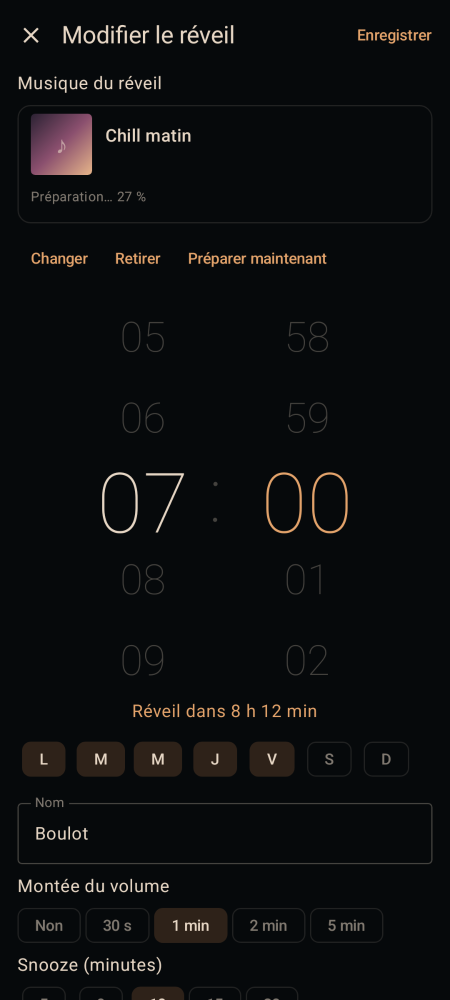 Modifier le réveil Enregistrer
Musique du réveil
Chill matin
Préparation… 27 %
Changer Retirer Préparer maintenant
05 58
06 59
07 : 00
08 01
09 02
Réveil dans 8 h 12 min
L M M J V S D
Nom
Boulot
Montée du volume
Non 30 s 1 min 2 min 5 min
Snooze (minutes)